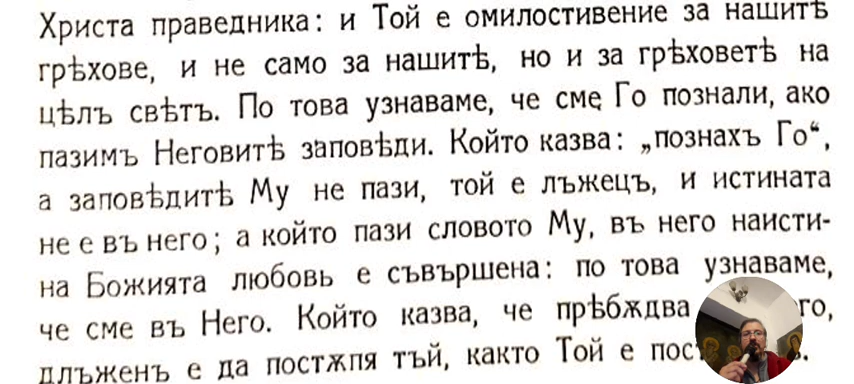 Христа праведника: и Той е омилостивение за нашитѣ
грѣхове, и не само за нашитѣ, но и за грѣховетѣ на
цѣлъ свѣтъ. По това узнаваме, че сме Го познали, ако
пазимъ Неговитѣ заповѣди. Който казва: „познахъ Го“,
а заповѣдитѣ Му не пази, той е лъжецъ, и истината
не е въ него; а който пази словото Му, въ него наисти-
на Божията любовь е съвършена: по това узнаваме,
че сме въ Него. Който казва, че прѣбѫдва
длъженъ е да постѫпя тъй, както Той е